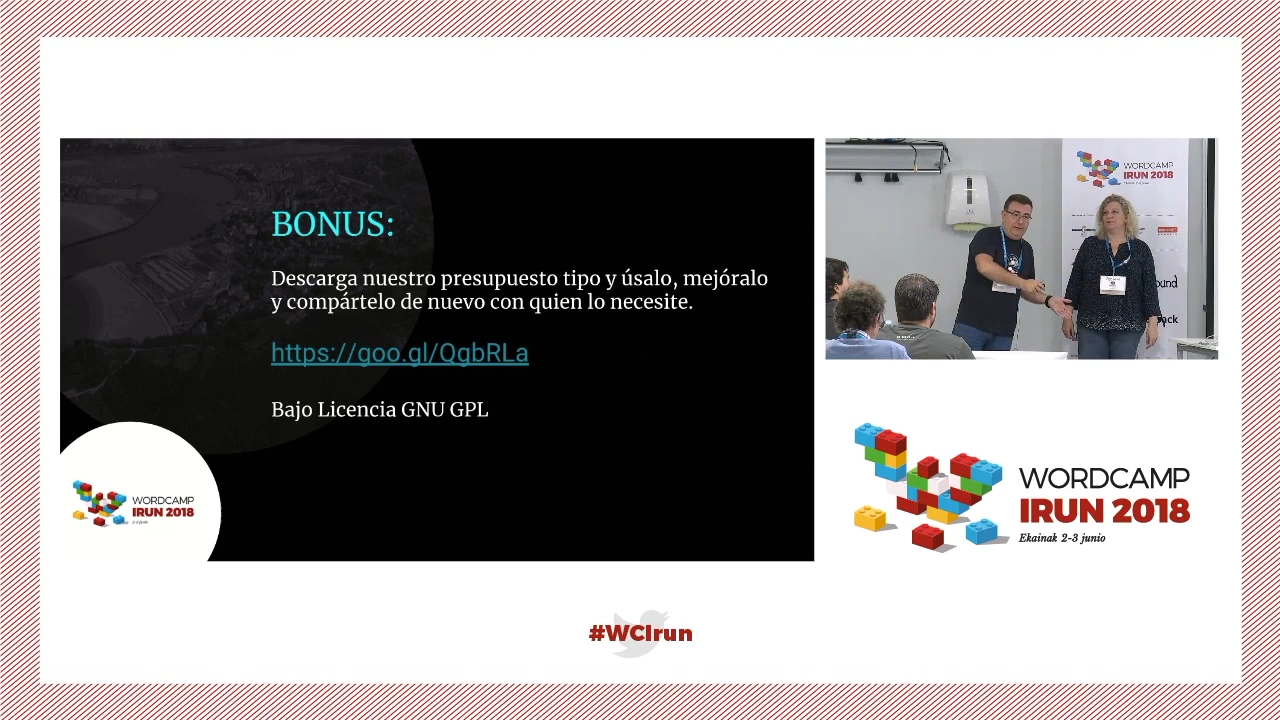 BONUS:
Descarga nuestro presupuesto tipo y úsalo, mejóralo
y compártelo de nuevo con quien lo necesite.
https://goo.gl/QgbRLa
Bajo Licencia GNU GPL
WORDCAMP
IRUN 2018
WORDCAMP
IRUN 2018
WORDCAMP
IRUN 2018
Ekainak 2-3 junio
#WCIrun